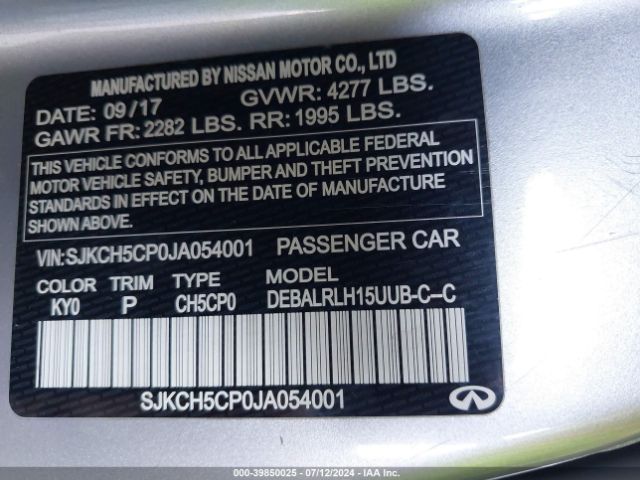 MANUFACTURED BY NISSAN MOTOR CO., LTD
DATE: 09/17 GVWR: 4277 LBS.
GAWR FR: 2282 LBS. RR: 1995 LBS.
THIS VEHICLE CONFORMS TO ALL APPLICABLE FEDERAL
MOTOR VEHICLE SAFETY, BUMPER AND THEFT PREVENTION
STANDARDS IN EFFECT ON THE DATE OF MANUFACTURE
SHOWN ABOVE.
VIN:SJKCH5CP0JA054001 PASSENGER CAR
COLOR TRIM TYPE MODEL
KY0 P CH5CP0 DEBALRLH15UUB-C--C
SJKCH5CP0JA054001
000-39850025 - 07/12/2024 - IAA Inc.